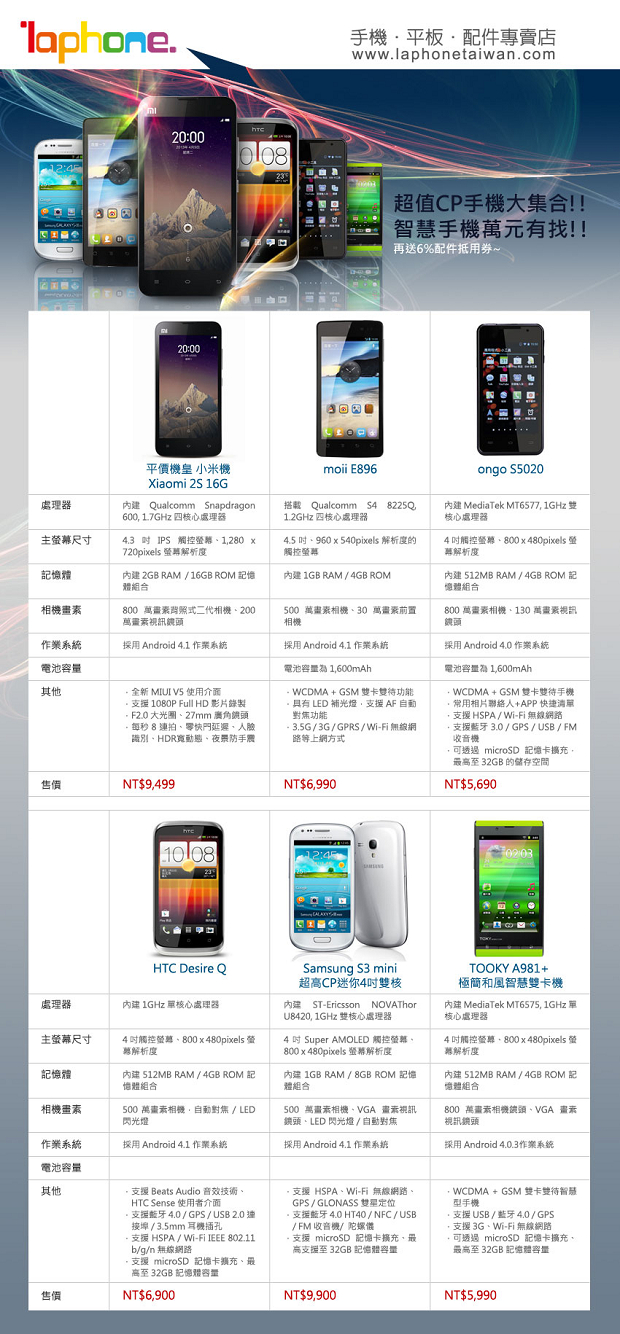 laphone.
手機．平板．配件專賣店
www.laphonetaiwan.com
超值CP手機大集合!!
智慧手機萬元有找!!
再送6%配件抵用券~
20:00
平價機皇 小米機
Xiaomi 2S 16G
moii E896
ongo S5020
處理器
內建 Qualcomm Snapdragon
600, 1.7GHz 四核心處理器
搭載 Qualcomm S4 8225Q,
1.2GHz 四核心處理器
內建 MediaTek MT6577, 1GHz 雙
核心處理器
主螢幕尺寸
4.3 吋 IPS 觸控螢幕、1,280 x
720pixels 螢幕解析度
4.5 吋、960 x 540pixels 解析度的
觸控螢幕
4 吋觸控螢幕、800 x 480pixels 螢
幕解析度
記憶體
內建 2GB RAM / 16GB ROM 記憶
體組合
內建 1GB RAM / 4GB ROM
內建 512MB RAM / 4GB ROM 記
憶體組合
相機畫素
800 萬畫素背照式二代相機、200
萬畫素視訊鏡頭
500 萬畫素相機、30 萬畫素前置
相機
800 萬畫素相機、130 萬畫素視訊
鏡頭
作業系統
採用 Android 4.1 作業系統
採用 Android 4.1 作業系統
採用 Android 4.0 作業系統
電池容量
電池容量為 1,600mAh
電池容量為 1,600mAh
其他
．全新 MIUI V5 使用介面
．支援 1080P Full HD 影片錄製
．F2.0 大光圈、27mm 廣角鏡頭
．每秒 8 連拍、零快門延遲、人臉
識別、HDR寬動態、夜景防手震
．WCDMA + GSM 雙卡雙待功能
．具有 LED 補光燈，支援 AF 自動
對焦功能
．3.5G / 3G / GPRS / Wi-Fi 無線網
路等上網方式
．WCDMA + GSM 雙卡雙待手機
．常用相片聯絡人+APP 快捷清單
．支援 HSPA / Wi-Fi 無線網路
．支援藍牙 3.0 / GPS / USB / FM
收音機
．可透過 microSD 記憶卡擴充，
最高至 32GB 的儲存空間
售價
NT$9,499
NT$6,990
NT$5,690
HTC Desire Q
Samsung S3 mini
超高CP迷你4吋雙核
TOOKY A981+
極簡和風智慧雙卡機
處理器
內建 1GHz 單核心處理器
內建 ST-Ericsson NOVAThor
U8420, 1GHz 雙核心處理器
內建 MediaTek MT6575, 1GHz 單
核心處理器
主螢幕尺寸
4 吋觸控螢幕、800 x 480pixels 螢
幕解析度
4 吋 Super AMOLED 觸控螢幕、
800 x 480pixels 螢幕解析度
4 吋觸控螢幕、800 x 480pixels 螢
幕解析度
記憶體
內建 512MB RAM / 4GB ROM 記
憶體組合
內建 1GB RAM / 8GB ROM 記憶
體組合
內建 512MB RAM / 4GB ROM 記
憶體組合
相機畫素
500 萬畫素相機，自動對焦 / LED
閃光燈
500 萬畫素相機、VGA 畫素視訊
鏡頭、LED 閃光燈 / 自動對焦
800 萬畫素相機鏡頭、VGA 畫素
視訊鏡頭
作業系統
採用 Android 4.1 作業系統
採用 Android 4.1 作業系統
採用 Android 4.0.3作業系統
電池容量
其他
．支援 Beats Audio 音效技術、
HTC Sense 使用者介面
．支援藍牙 4.0 / GPS / USB 2.0 連
接埠 / 3.5mm 耳機插孔
．支援 HSPA / Wi-Fi IEEE 802.11
b/g/n 無線網路
．支援 microSD 記憶卡擴充、最
高至 32GB 記憶體容量
．支援 HSPA、Wi-Fi 無線網路、
GPS / GLONASS 雙星定位
．支援藍牙 4.0 HT40 / NFC / USB
/ FM 收音機/ 陀螺儀
．支援 microSD 記憶卡擴充、最
高支援至 32GB 記憶體容量
．WCDMA + GSM 雙卡雙待智慧
型手機
．支援 USB / 藍牙 4.0 / GPS
．支援 3G、Wi-Fi 無線網路
．可透過 microSD 記憶卡擴充、
最高至 32GB 記憶體容量
售價
NT$6,900
NT$9,900
NT$5,990